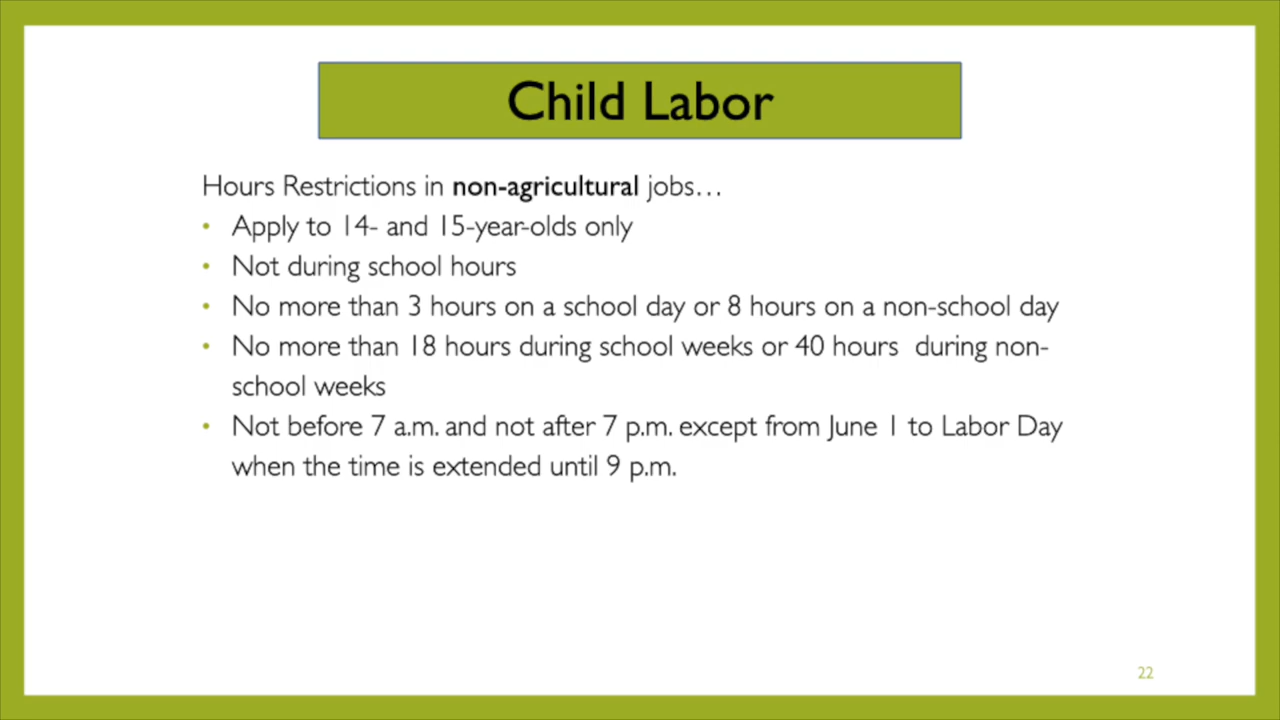 Child Labor
Hours Restrictions in non-agricultural jobs…
• Apply to 14- and 15-year-olds only
• Not during school hours
• No more than 3 hours on a school day or 8 hours on a non-school day
• No more than 18 hours during school weeks or 40 hours  during non-
school weeks
• Not before 7 a.m. and not after 7 p.m. except from June 1 to Labor Day
when the time is extended until 9 p.m.
22